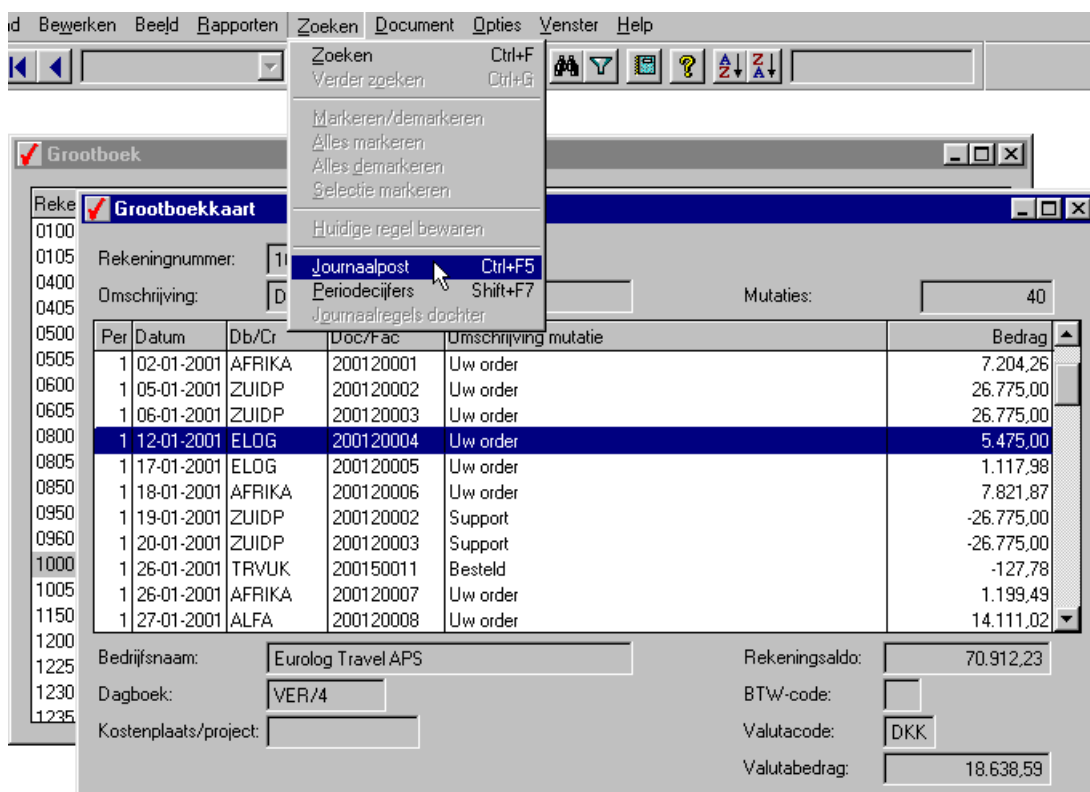 d Bewerken Beeld Rapporten Zoeken Document Opties Venster Help
Zoeken Ctrl+F
Verder zoeken Ctrl+G
Markeren/demarkeren
Alles markeren
Alles demarkeren
Selectie markeren
Huidige regel bewaren
Journaalpost Ctrl+F5
Periodecijfers Shift+F7
Journaalregels dochter
Grootboek
Reke
0100
0105
0400
0405
0500
0505
0600
0605
0800
0805
0850
0950
0960
1000
1005
1150
1200
1225
1230
1235
Grootboekkaart
Rekeningnummer:
Omschrijving: D
Mutaties: 40
Per Datum Db/Cr Doc/Fac Omschrijving mutatie Bedrag
1 02-01-2001 AFRIKA 200120001 Uw order 7.204,26
1 05-01-2001 ZUIDP 200120002 Uw order 26.775,00
1 06-01-2001 ZUIDP 200120003 Uw order 26.775,00
1 12-01-2001 ELOG 200120004 Uw order 5.475,00
1 17-01-2001 ELOG 200120005 Uw order 1.117,98
1 18-01-2001 AFRIKA 200120006 Uw order 7.821,87
1 19-01-2001 ZUIDP 200120002 Support -26.775,00
1 20-01-2001 ZUIDP 200120003 Support -26.775,00
1 26-01-2001 TRVUK 200150011 Besteld -127,78
1 26-01-2001 AFRIKA 200120007 Uw order 1.199,49
1 27-01-2001 ALFA 200120008 Uw order 14.111,02
Bedrijfsnaam: Eurolog Travel APS
Rekeningsaldo: 70.912,23
Dagboek: VER/4
BTW-code:
Kostenplaats/project:
Valutacode: DKK
Valutabedrag: 18.638,59